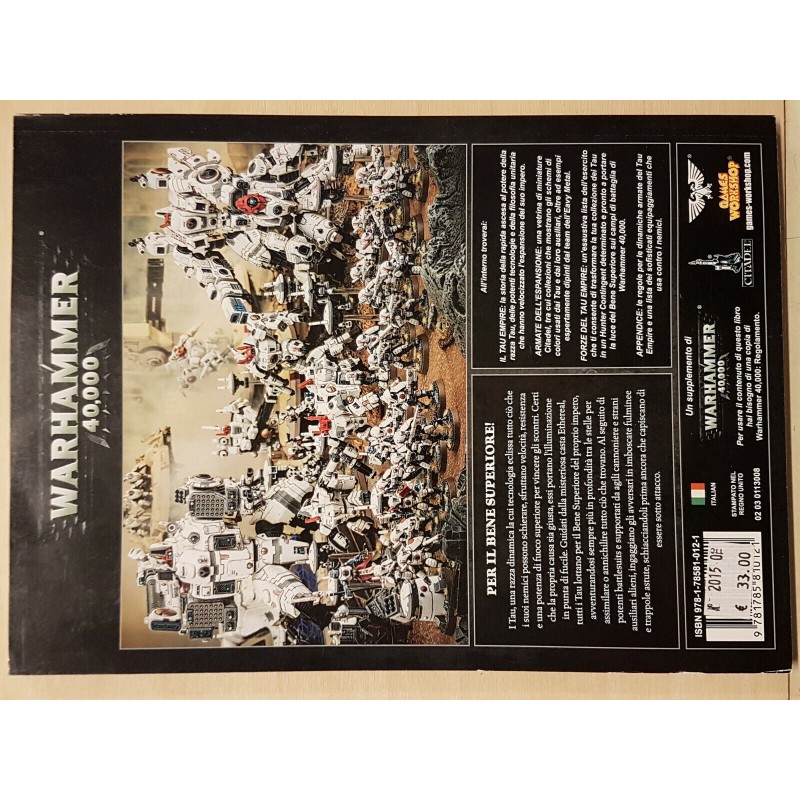 WARHAMMER
40,000
PER IL BENE SUPERIORE!
I Tau, una razza dinamica la cui tecnologia eclissa tutto ciò che
i suoi nemici possono schierare, sfruttano velocità, resistenza
e una potenza di fuoco superiore per vincere gli scontri. Certi
che la propria causa sia giusta, essi portano l'illuminazione
in punta di fucile. Guidati dalla misteriosa casta Ethereal,
tutti i Tau lottano per il Bene Superiore del proprio impero,
avventurandosi sempre più in profondità tra le stelle per
assimilare o annichilire tutto ciò che trovano. Al seguito di
potenti battlesuits e supportati da agili cannoniere e strani
ausiliari alieni, ingaggiano gli avversari in imboscate fulminee
e trappole astute, schiacciandoli prima ancora che capiscano di
essere sotto attacco.
All'interno troverai:
IL TAU EMPIRE: la storia della rapida ascesa al potere della
razza Tau, delle potenti tecnologie e della filosofia unitaria
che hanno velocizzato l'espansione del suo impero.
ARMATE DELL'ESPANSIONE: una vetrina di miniature
Citadel, tra cui collezioni che mostrano gli schemi di
colori usati dai Tau e dai loro ausiliari, oltre ad esempi
espertamente dipinti dal team dell'Eavy Metal.
FORZE DEL TAU EMPIRE: un'esaustiva lista dell'esercito
che ti consente di trasformare la tua collezione dei Tau
in un Hunter Contingent determinato e pronto a portare
la luce del Bene Superiore sui campi di battaglia di
Warhammer 40,000.
APPENDICE: le regole per le dinamiche armate del Tau
Empire e una lista dei sofisticati equipaggiamenti che
usa contro i nemici.
ISBN 978-1-78581-012-1
N° 2015
€ 33.00
9 781785 810121
ITALIAN
STAMPATO NEL
REGNO UNITO
02 03 0113008
Un supplemento di
WARHAMMER
40,000
Per usare il contenuto di questo libro
hai bisogno di una copia di
Warhammer 40,000: Regolamento.
CITADEL
GAMES
WORKSHOP
games-workshop.com